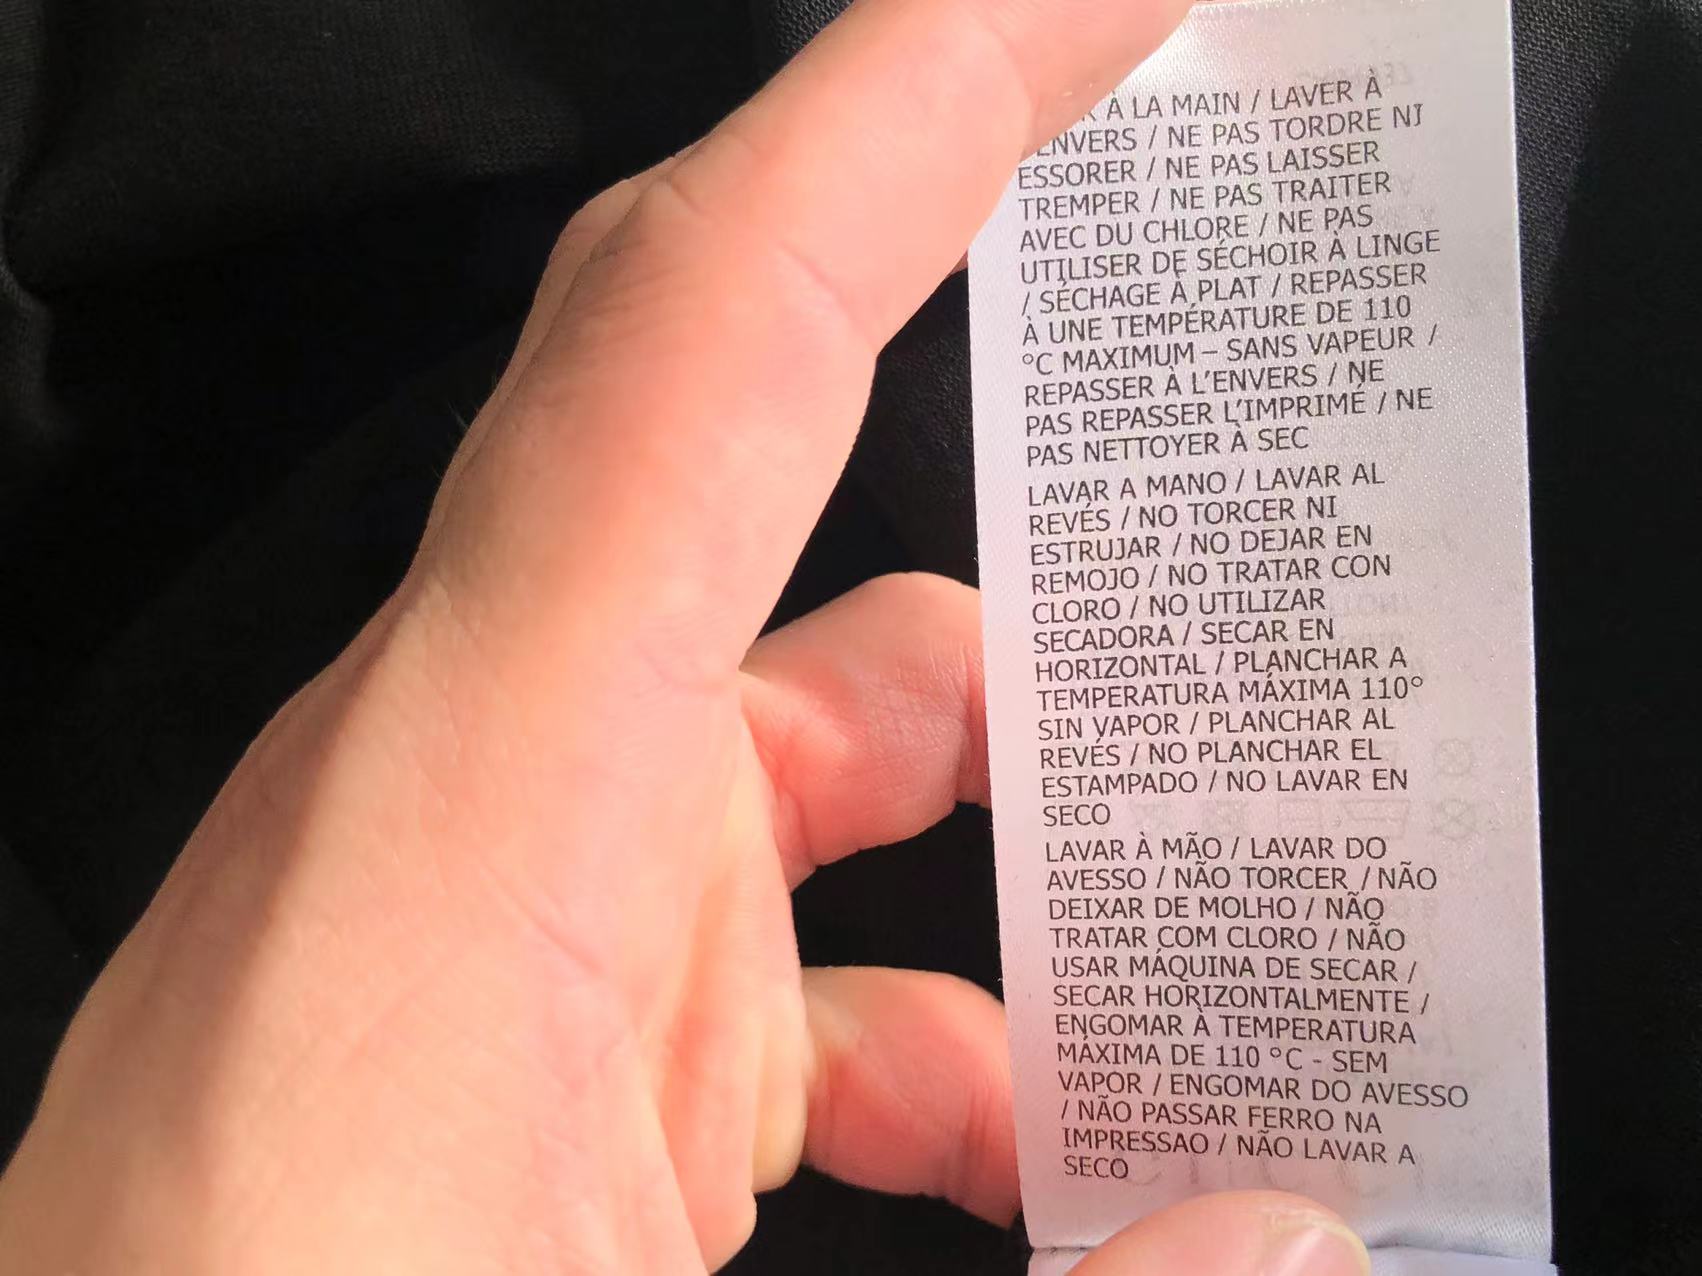 À LA MAIN / LAVER À
ENVERS / NE PAS TORDRE NI
ESSORER / NE PAS LAISSER
TREMPER / NE PAS TRAITER
AVEC DU CHLORE / NE PAS
UTILISER DE SÉCHOIR À LINGE
/ SÉCHAGE À PLAT / REPASSER
À UNE TEMPÉRATURE DE 110
°C MAXIMUM – SANS VAPEUR /
REPASSER À L'ENVERS / NE
PAS REPASSER L'IMPRIMÉ / NE
PAS NETTOYER À SEC
LAVAR A MANO / LAVAR AL
REVÉS / NO TORCER NI
ESTRUJAR / NO DEJAR EN
REMOJO / NO TRATAR CON
CLORO / NO UTILIZAR
SECADORA / SECAR EN
HORIZONTAL / PLANCHAR A
TEMPERATURA MÁXIMA 110°
SIN VAPOR / PLANCHAR AL
REVÉS / NO PLANCHAR EL
ESTAMPADO / NO LAVAR EN
SECO
LAVAR À MÃO / LAVAR DO
AVESSO / NÃO TORCER / NÃO
DEIXAR DE MOLHO / NÃO
TRATAR COM CLORO / NÃO
USAR MÁQUINA DE SECAR /
SECAR HORIZONTALMENTE /
ENGOMAR À TEMPERATURA
MÁXIMA DE 110 °C - SEM
VAPOR / ENGOMAR DO AVESSO
/ NÃO PASSAR FERRO NA
IMPRESSAO / NÃO LAVAR A
SECO